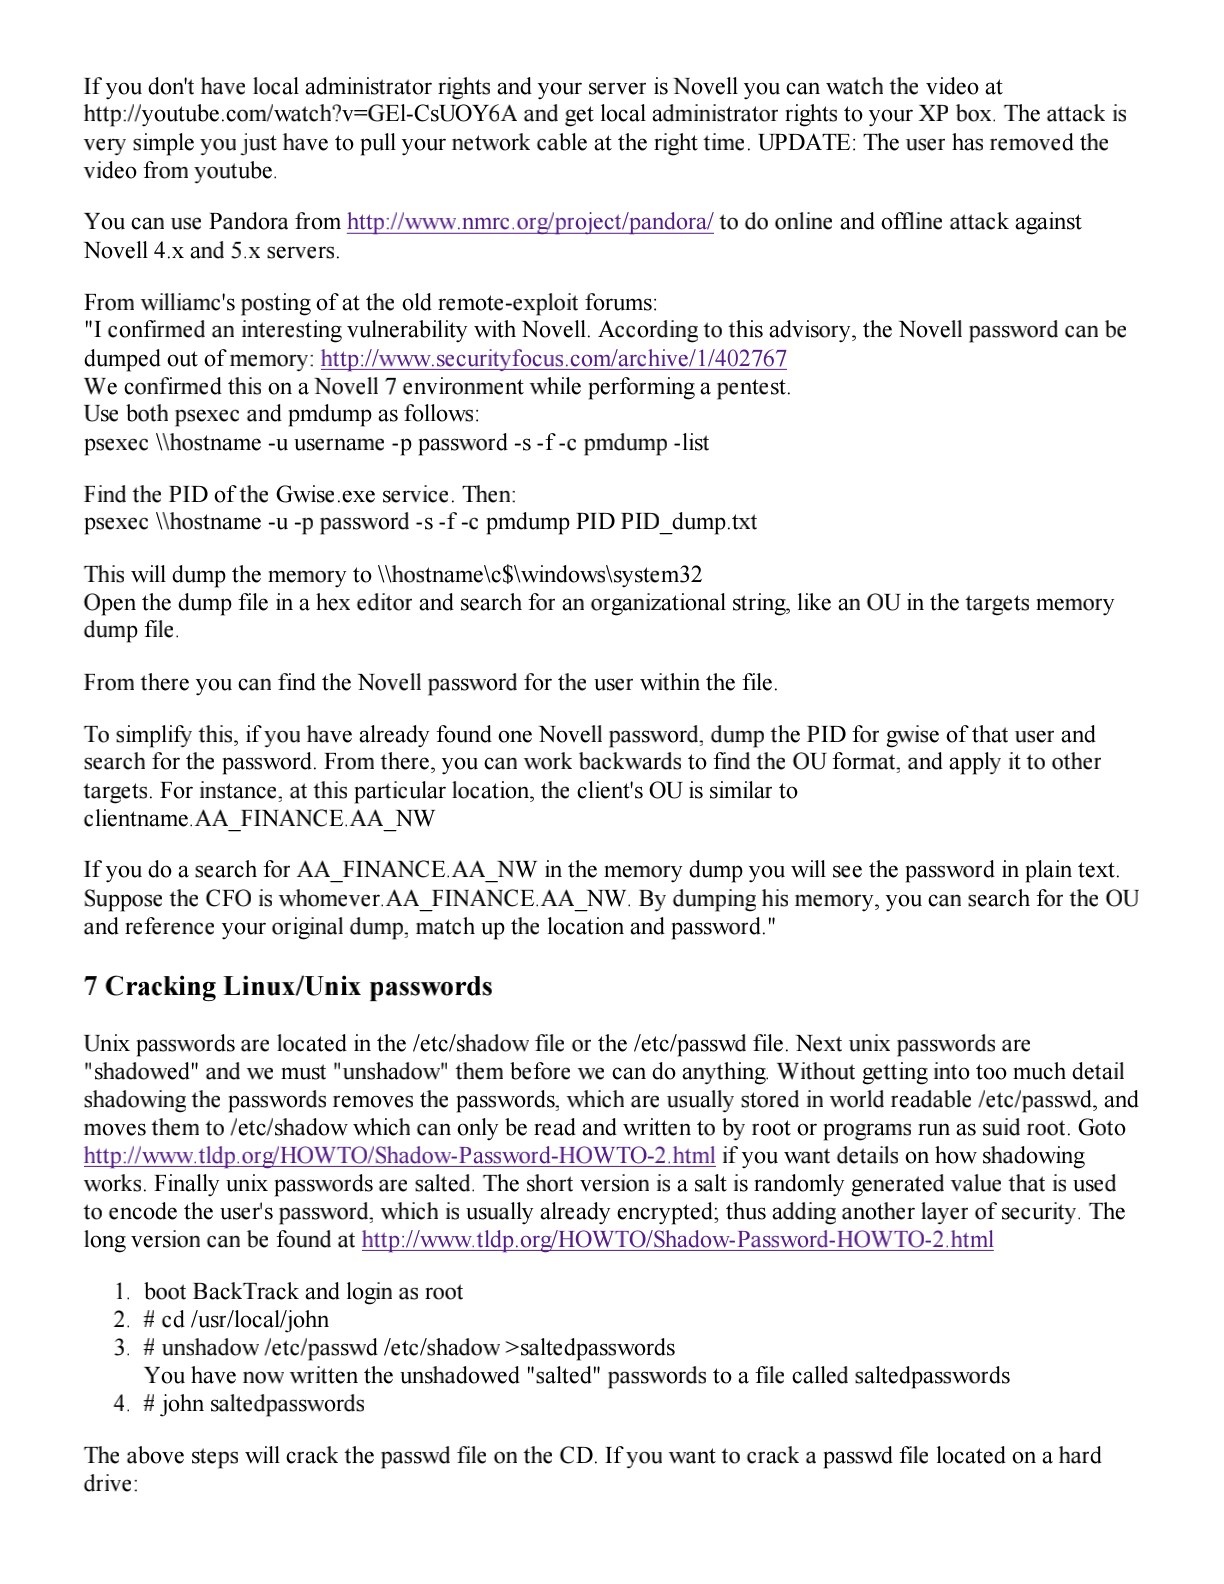 If you don't have local administrator rights and your server is Novell you can watch the video at
http://youtube.com/watch?v=GEl-CsUOY6A and get local administrator rights to your XP box. The attack is
very simple you just have to pull your network cable at the right time. UPDATE: The user has removed the
video from youtube.
You can use Pandora from http://www.nmrc.org/project/pandora/ to do online and offline attack against
Novell 4.x and 5.x servers.
From williamc's posting of at the old remote-exploit forums:
"I confirmed an interesting vulnerability with Novell. According to this advisory, the Novell password can be
dumped out of memory: http://www.securityfocus.com/archive/1/402767
We confirmed this on a Novell 7 environment while performing a pentest.
Use both psexec and pmdump as follows:
psexec \\hostname -u username -p password -s -f -c pmdump -list
Find the PID of the Gwise.exe service. Then:
psexec \\hostname -u -p password -s -f -c pmdump PID PID_dump.txt
This will dump the memory to \\hostname\c$\windows\system32
Open the dump file in a hex editor and search for an organizational string, like an OU in the targets memory
dump file.
From there you can find the Novell password for the user within the file.
To simplify this, if you have already found one Novell password, dump the PID for gwise of that user and
search for the password. From there, you can work backwards to find the OU format, and apply it to other
targets. For instance, at this particular location, the client's OU is similar to
clientname.AA_FINANCE.AA_NW
If you do a search for AA_FINANCE.AA_NW in the memory dump you will see the password in plain text.
Suppose the CFO is whomever.AA_FINANCE.AA_NW. By dumping his memory, you can search for the OU
and reference your original dump, match up the location and password."
7 Cracking Linux/Unix passwords
Unix passwords are located in the /etc/shadow file or the /etc/passwd file. Next unix passwords are
"shadowed" and we must "unshadow" them before we can do anything. Without getting into too much detail
shadowing the passwords removes the passwords, which are usually stored in world readable /etc/passwd, and
moves them to /etc/shadow which can only be read and written to by root or programs run as suid root. Goto
http://www.tldp.org/HOWTO/Shadow-Password-HOWTO-2.html if you want details on how shadowing
works. Finally unix passwords are salted. The short version is a salt is randomly generated value that is used
to encode the user's password, which is usually already encrypted; thus adding another layer of security. The
long version can be found at http://www.tldp.org/HOWTO/Shadow-Password-HOWTO-2.html
1. boot BackTrack and login as root
2. # cd /usr/local/john
3. # unshadow /etc/passwd /etc/shadow >saltedpasswords
You have now written the unshadowed "salted" passwords to a file called saltedpasswords
4. # john saltedpasswords
The above steps will crack the passwd file on the CD. If you want to crack a passwd file located on a hard
drive: